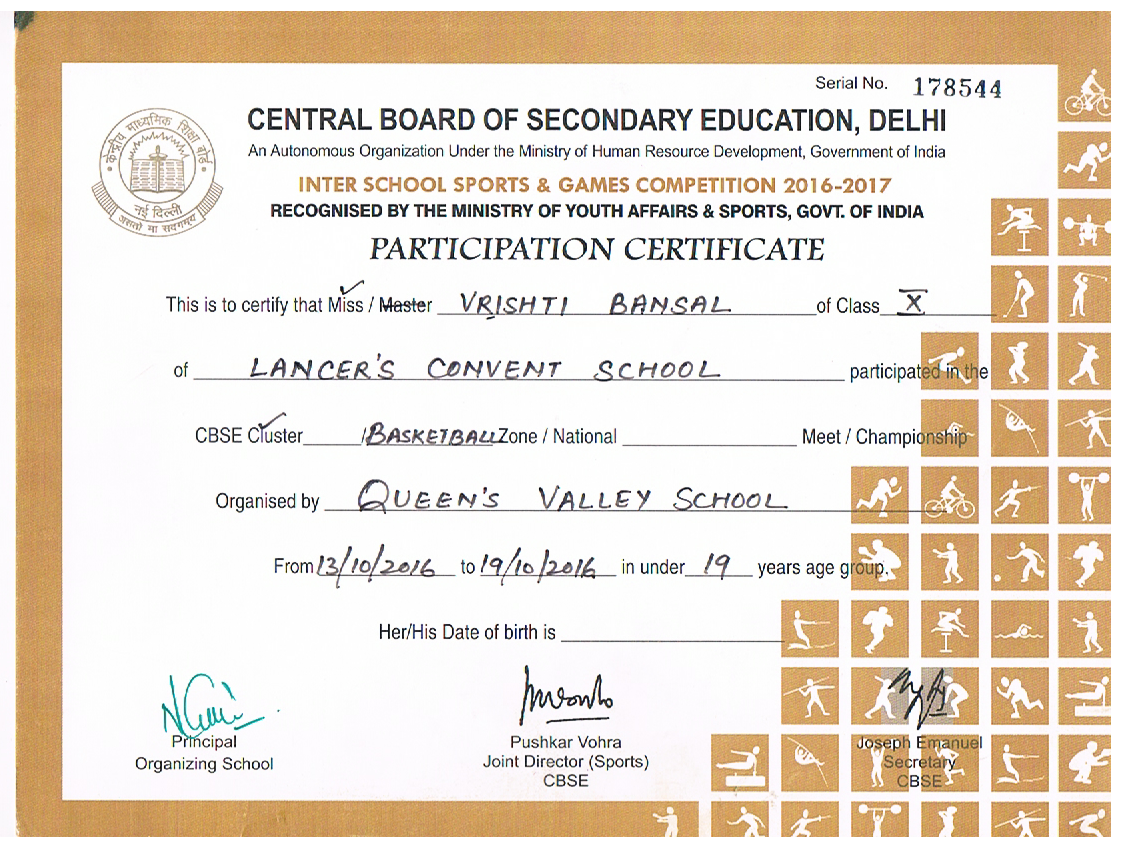 Serial No. 178544
केन्द्रीय माध्यमिक शिक्षा बोर्ड
नई दिल्ली
असतो मा सद्गमय
CENTRAL BOARD OF SECONDARY EDUCATION, DELHI
An Autonomous Organization Under the Ministry of Human Resource Development, Government of India
INTER SCHOOL SPORTS & GAMES COMPETITION 2016-2017
RECOGNISED BY THE MINISTRY OF YOUTH AFFAIRS & SPORTS, GOVT. OF INDIA
PARTICIPATION CERTIFICATE
This is to certify that Miss / Master VRISHTI BANSAL of Class X
of LANCER'S CONVENT SCHOOL participated in the
CBSE Cluster / BASKETBALL Zone / National Meet / Championship
Organised by QUEEN'S VALLEY SCHOOL
From 13/10/2016 to 19/10/2016 in under 19 years age group.
Her/His Date of birth is
Principal
Organizing School
Pushkar Vohra
Joint Director (Sports)
CBSE
Joseph Emanuel
Secretary
CBSE